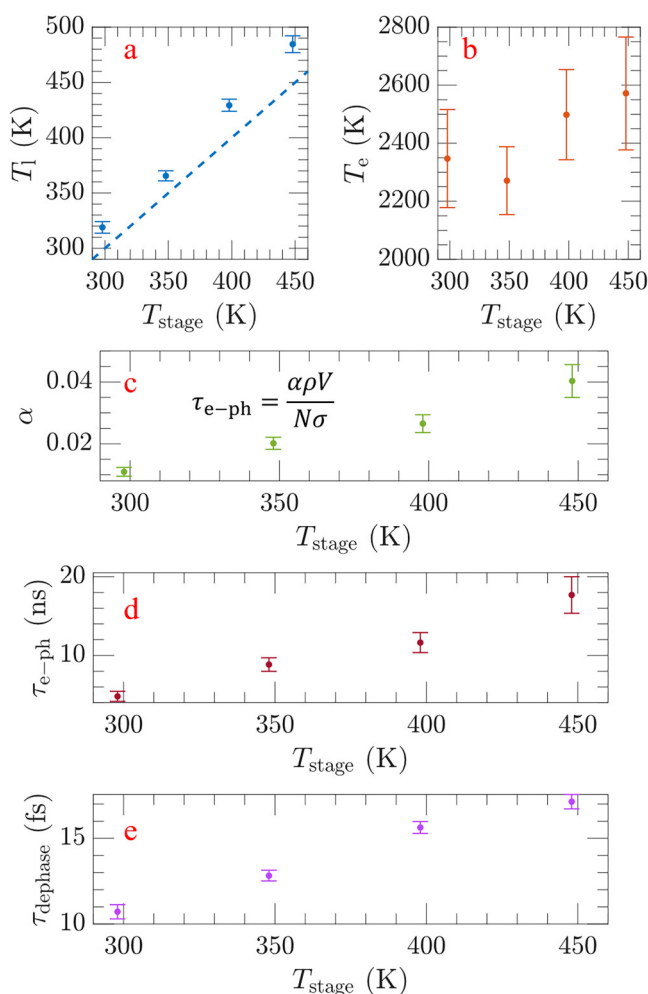 a
500
450
400
350
300
T_l (K)
300 350 400 450
T_stage (K)
b
2800
2600
2400
2200
2000
T_e (K)
300 350 400 450
T_stage (K)
c
τ_e−ph = αρV / Nσ
0.04
0.02
α
300 350 400 450
T_stage (K)
d
20
10
τ_e−ph (ns)
300 350 400 450
T_stage (K)
e
15
10
τ_dephase (fs)
300 350 400 450
T_stage (K)